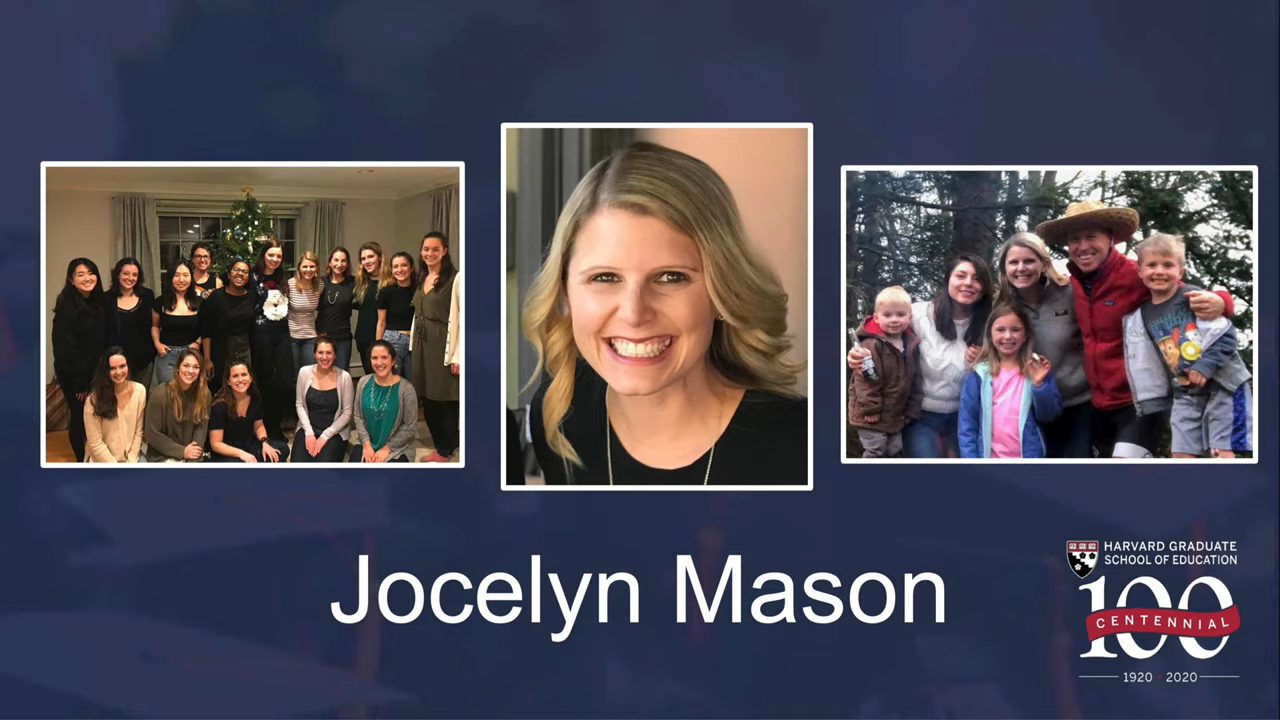 Jocelyn Mason
HARVARD GRADUATE
SCHOOL OF EDUCATION
100
CENTENNIAL
1920 · 2020